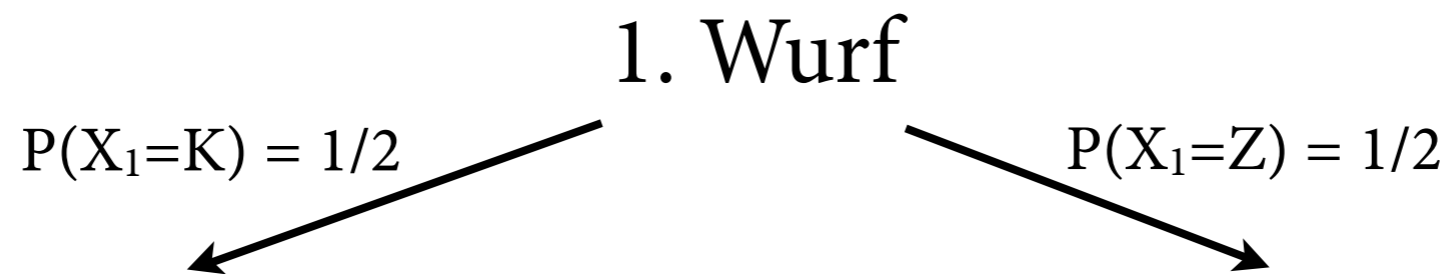 1. Wurf
P(X₁=K) = 1/2
P(X₁=Z) = 1/2